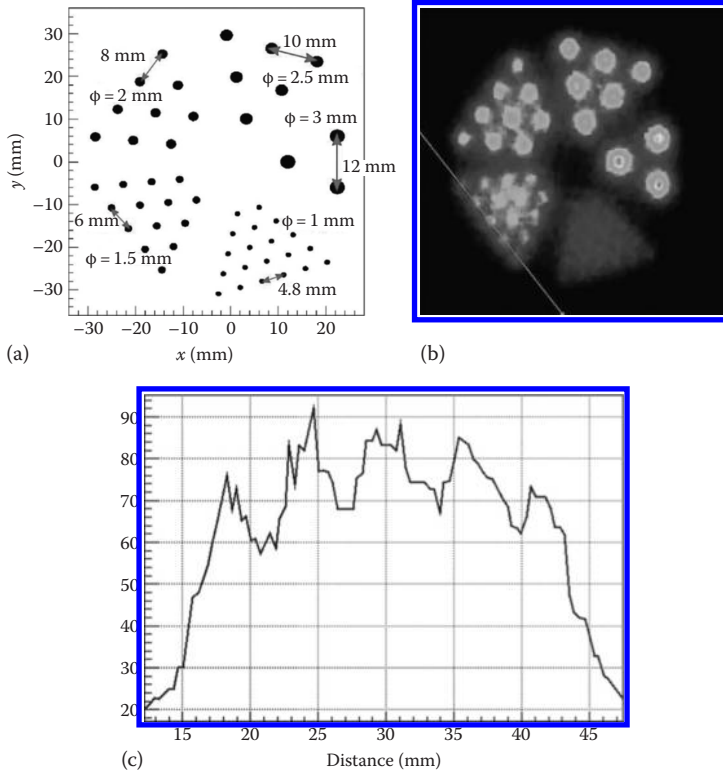 30
20
10
0
−10
−20
−30
y (mm)
−30 −20 −10 0 10 20
x (mm)
8 mm
10 mm
ϕ = 2 mm
ϕ = 2.5 mm
ϕ = 3 mm
12 mm
6 mm
ϕ = 1 mm
ϕ = 1.5 mm
4.8 mm
(a)
(b)
90
80
70
60
50
40
30
20
15 20 25 30 35 40 45
(c) Distance (mm)